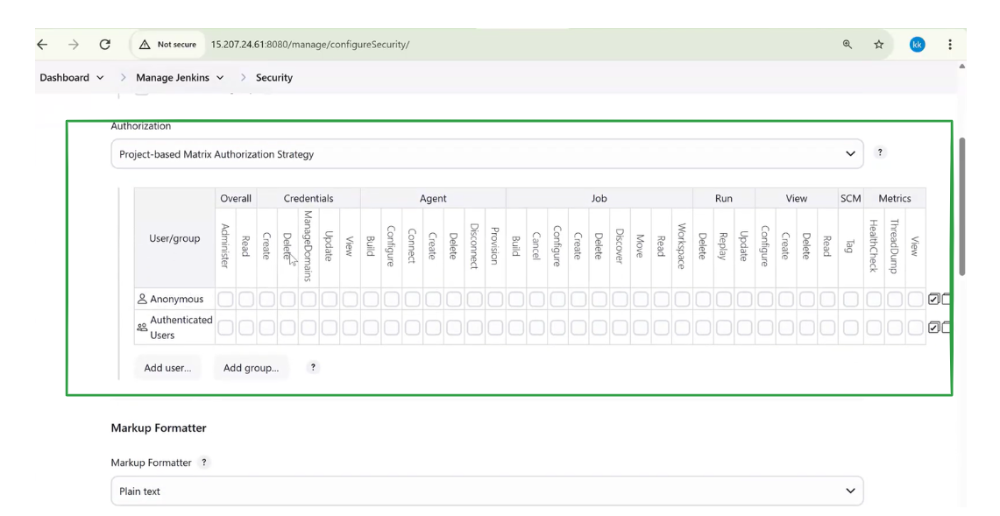 Not secure 15.207.24.61:8080/manage/configureSecurity/ kk
Dashboard Manage Jenkins Security
Authorization
Project-based Matrix Authorization Strategy ?
User/group Overall Credentials Agent Job Run View SCM Metrics
Administer Read Create Delete ManageDomains Update View Build Configure Connect Create Delete Disconnect Provision Build Cancel Configure Create Delete Discover Move Read Workspace Delete Replay Update Configure Create Delete Read Tag HealthCheck ThreadDump View
Anonymous
Authenticated
Users
Add user... Add group... ?
Markup Formatter
Markup Formatter ?
Plain text